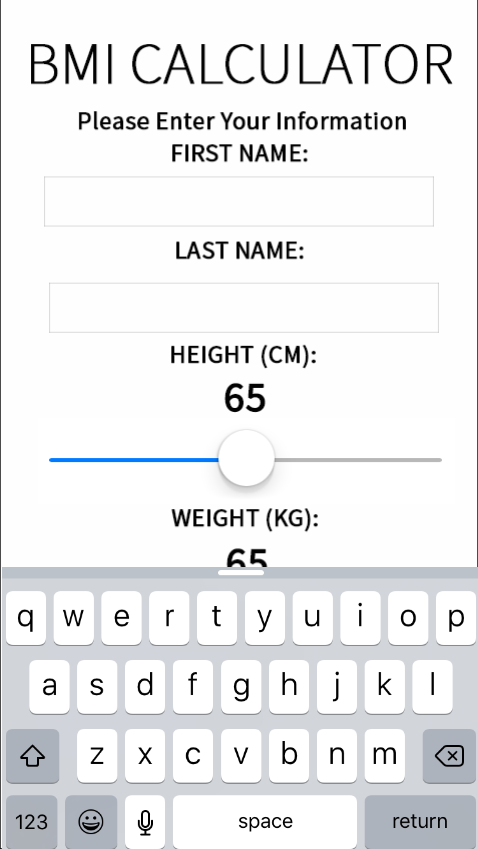 BMI CALCULATOR
Please Enter Your Information
FIRST NAME:
LAST NAME:
HEIGHT (CM):
65
WEIGHT (KG):
65
q w e r t y u i o p
a s d f g h j k l
z x c v b n m
123 space return